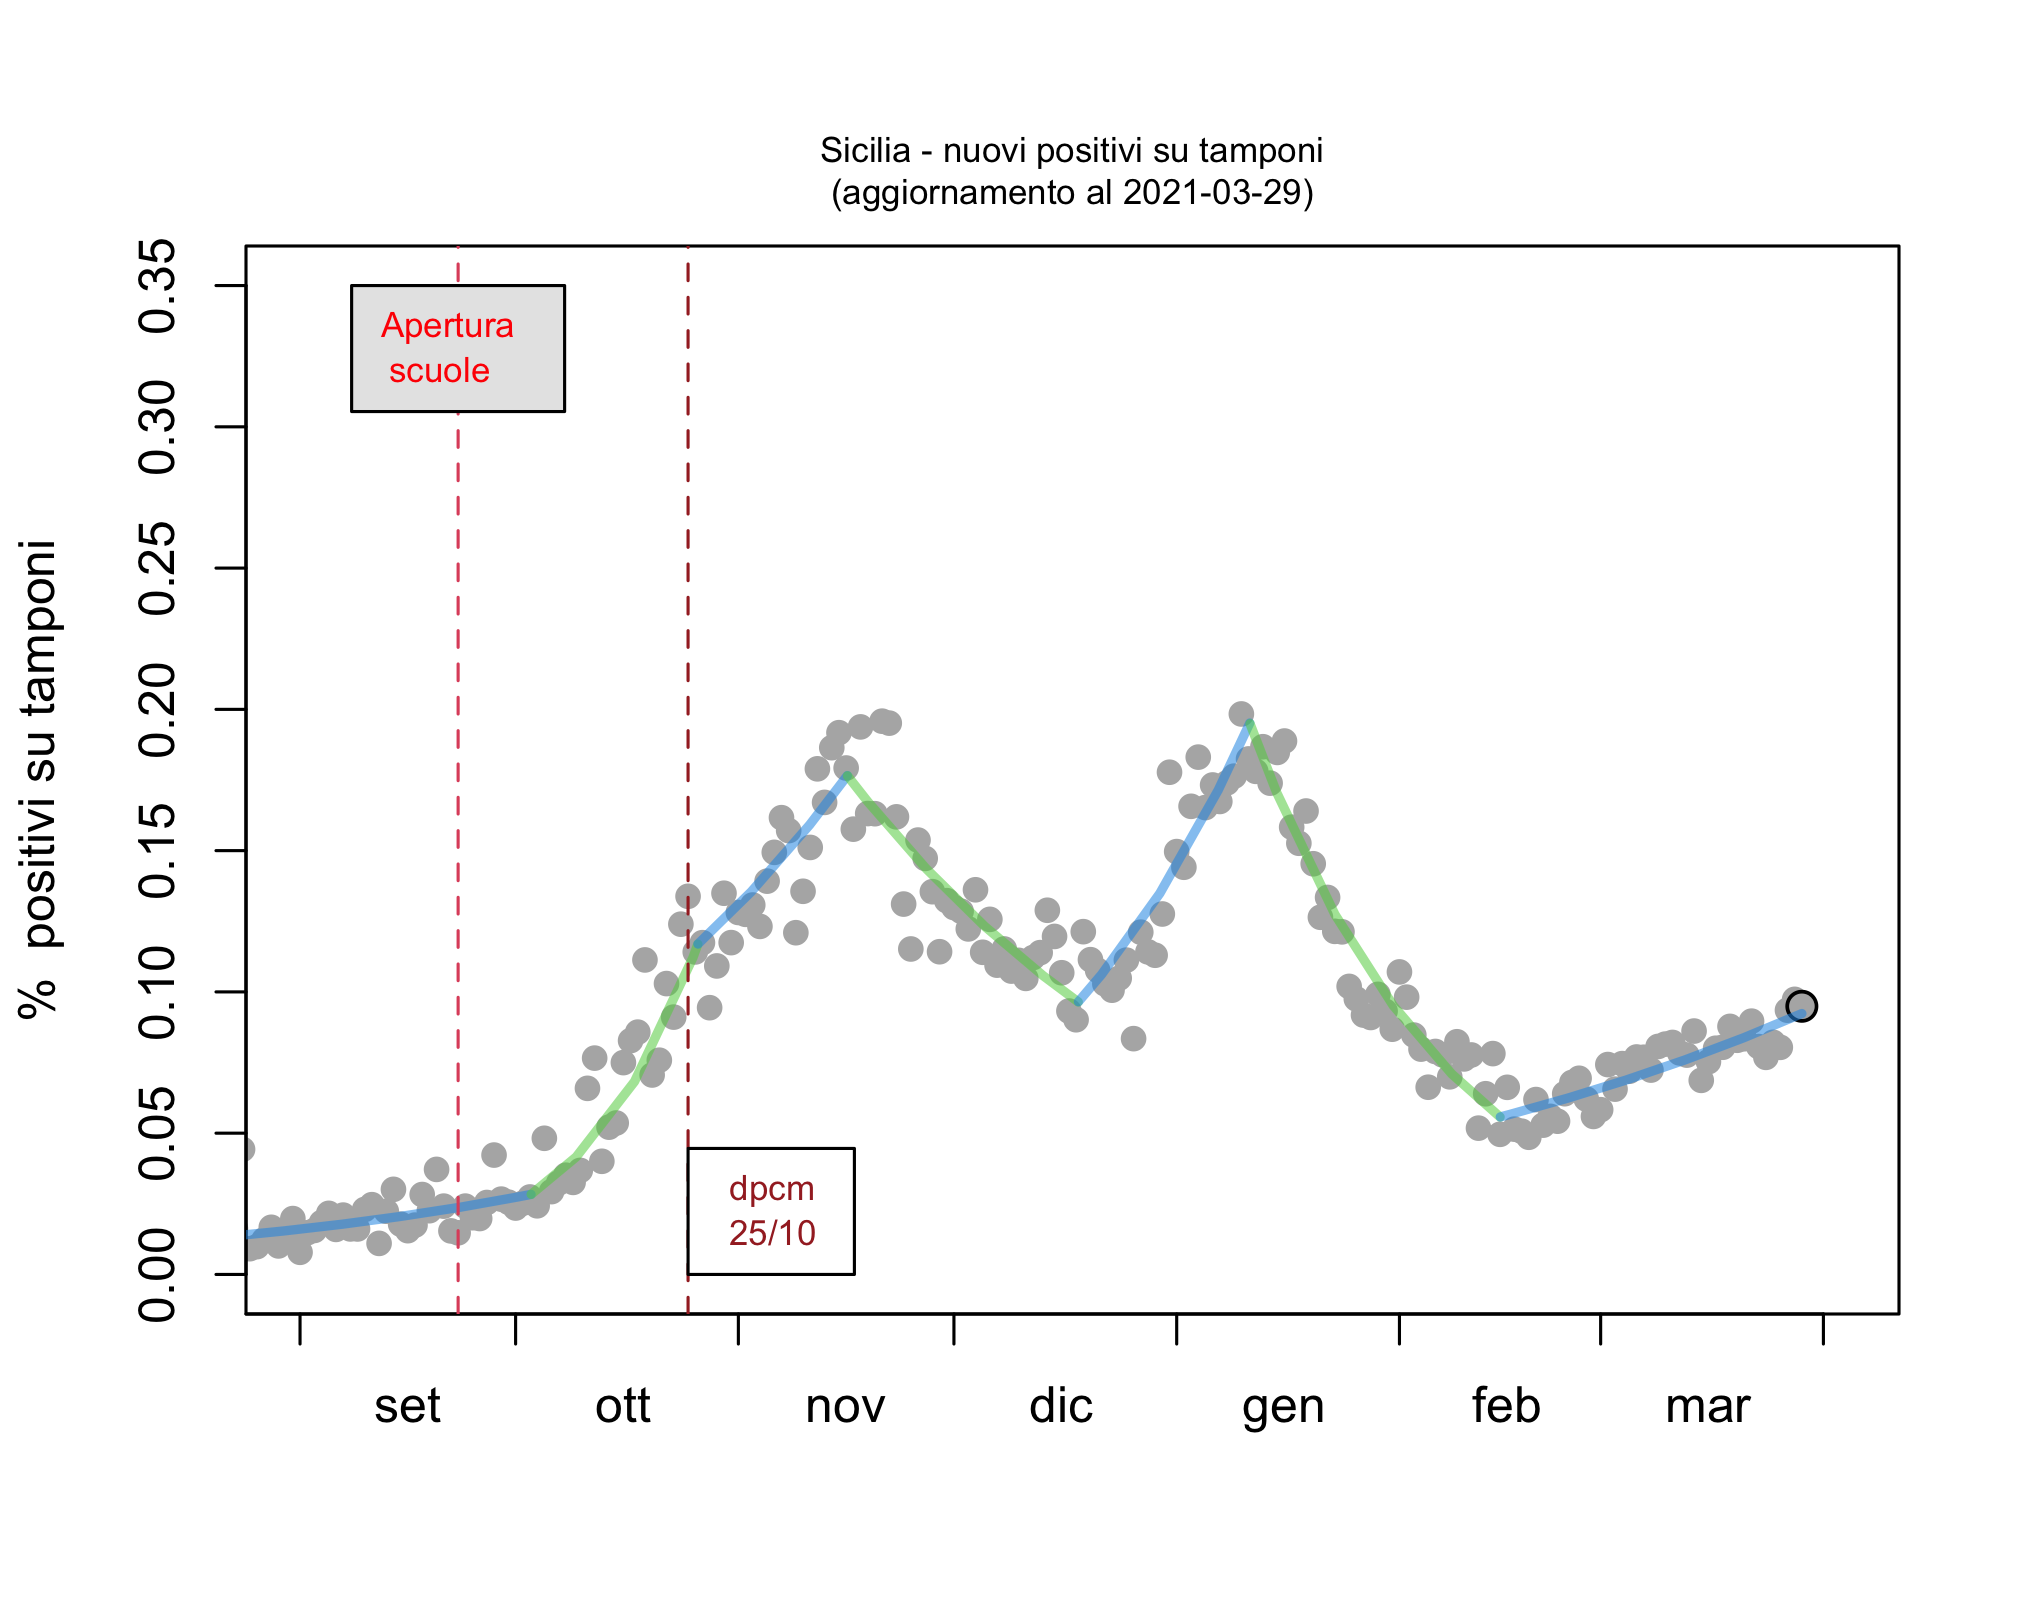 Sicilia - nuovi positivi su tamponi
(aggiornamento al 2021-03-29)
% positivi su tamponi
0.35
0.30
0.25
0.20
0.15
0.10
0.05
0.00
Apertura
scuole
dpcm
25/10
set ott nov dic gen feb mar